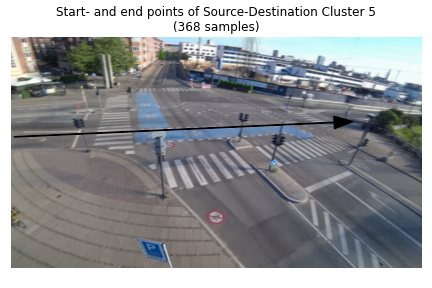 Start- and end points of Source-Destination Cluster 5
(368 samples)
P